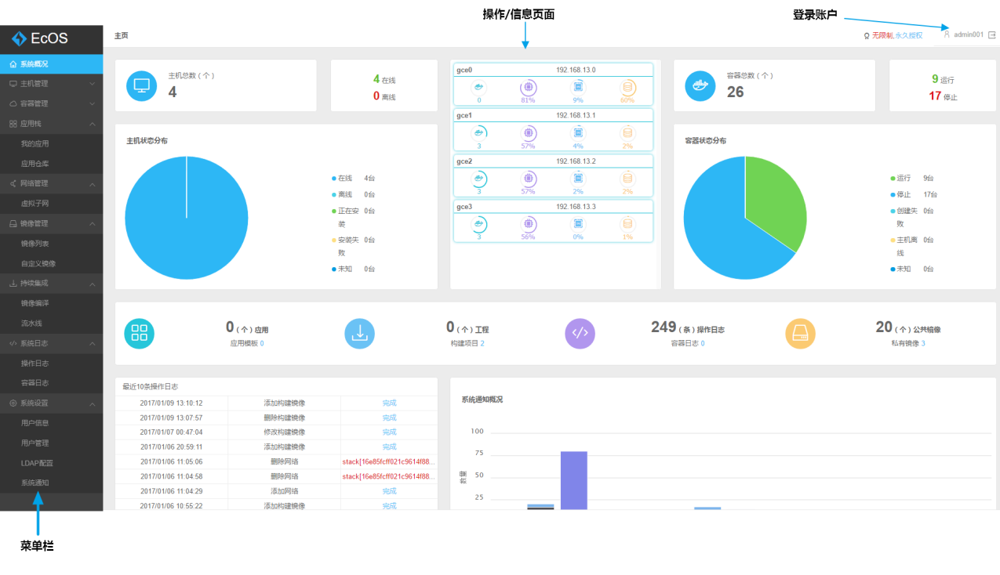 操作/信息页面
登录账户
EcOS
主页
无限制,永久授权
admin001
系统概况
主机管理
容器管理
应用栈
我的应用
应用仓库
网络管理
虚拟子网
镜像管理
镜像列表
自定义镜像
持续集成
镜像编译
流水线
系统日志
操作日志
容器日志
系统设置
用户信息
用户管理
LDAP配置
系统通知
菜单栏
主机总数(个)
4
4 在线
0 离线
gce0 192.168.13.0
0 81% 9% 60%
gce1 192.168.13.1
3 57% 4% 2%
gce2 192.168.13.2
3 57% 2% 2%
gce3 192.168.13.3
3 56% 0% 1%
容器总数(个)
26
9 运行
17 停止
主机状态分布
在线 4台
离线 0台
正在安 0台
装
安装失 0台
败
未知 0台
容器状态分布
运行 9台
停止 17台
创建失 0台
败
主机离 0台
线
未知 0台
0(个)应用
应用模板 0
0(个)工程
构建项目 2
249(条)操作日志
容器日志 0
20(个)公共镜像
私有镜像 3
最近10条操作日志
2017/01/09 13:10:12 添加构建镜像 完成
2017/01/09 13:07:57 删除构建镜像 完成
2017/01/07 00:47:04 修改构建镜像 完成
2017/01/06 20:59:11 添加构建镜像 完成
2017/01/06 11:05:06 删除网络 stack[16e85fcff021c9614f88...
2017/01/06 11:04:58 删除网络 stack[16e85fcff021c9614f88...
2017/01/06 11:04:29 添加网络 完成
2017/01/06 10:55:22 添加构建镜像 完成
系统通知概况
100
75
50
25
数量